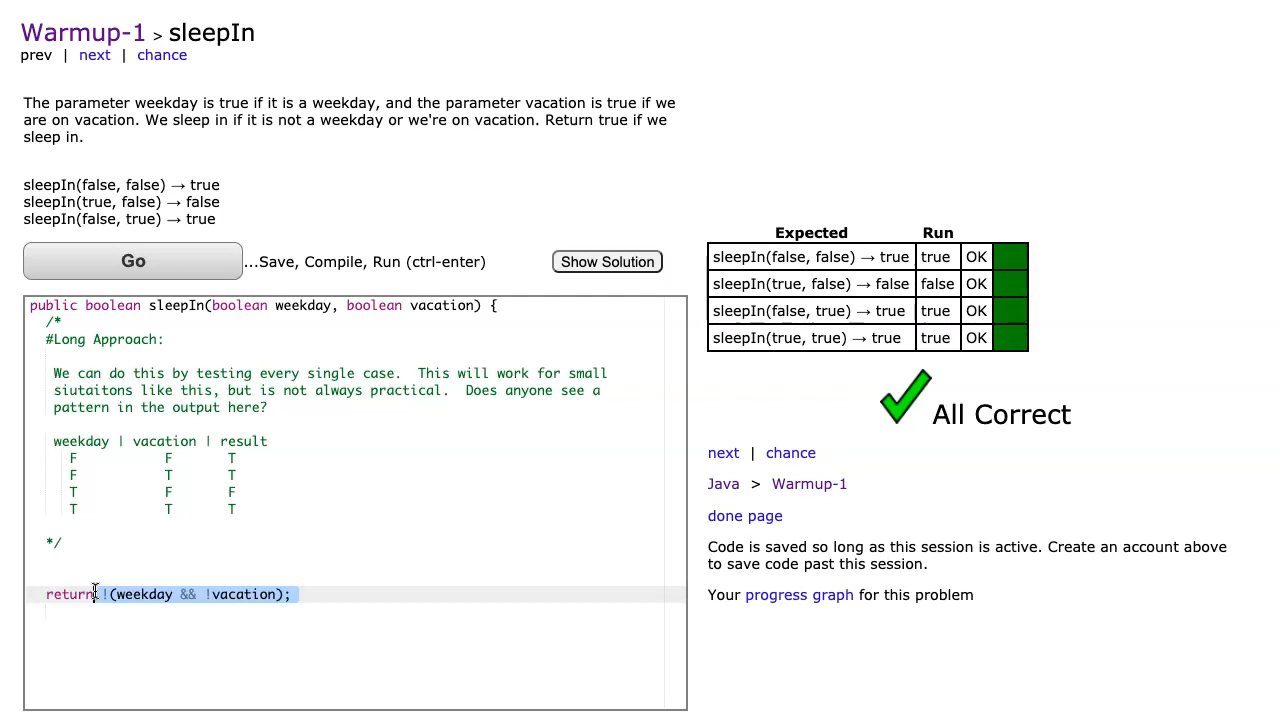 Warmup-1 > sleepIn
prev | next | chance
The parameter weekday is true if it is a weekday, and the parameter vacation is true if we
are on vacation. We sleep in if it is not a weekday or we're on vacation. Return true if we
sleep in.
sleepIn(false, false) → true
sleepIn(true, false) → false
sleepIn(false, true) → true
Go ...Save, Compile, Run (ctrl-enter) Show Solution
public boolean sleepIn(boolean weekday, boolean vacation) {
/*
#Long Approach:
We can do this by testing every single case.  This will work for small
siutaitons like this, but is not always practical.  Does anyone see a
pattern in the output here?
weekday | vacation | result
F F T
F T T
T F F
T T T
*/
return !(weekday && !vacation);
Expected Run
sleepIn(false, false) → true true OK
sleepIn(true, false) → false false OK
sleepIn(false, true) → true true OK
sleepIn(true, true) → true true OK
All Correct
next | chance
Java > Warmup-1
done page
Code is saved so long as this session is active. Create an account above
to save code past this session.
Your progress graph for this problem